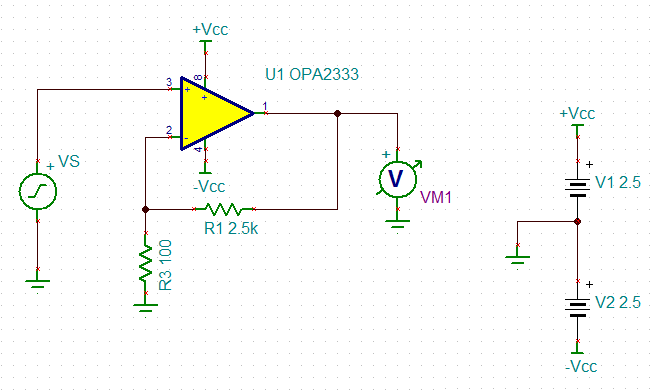 +Vcc
U1 OPA2333
3
8
+
+
1
2
-
4
-Vcc
+ VS
R1 2.5k
R3 100
+
V
VM1
+Vcc
+
V1 2.5
+
V2 2.5
-Vcc